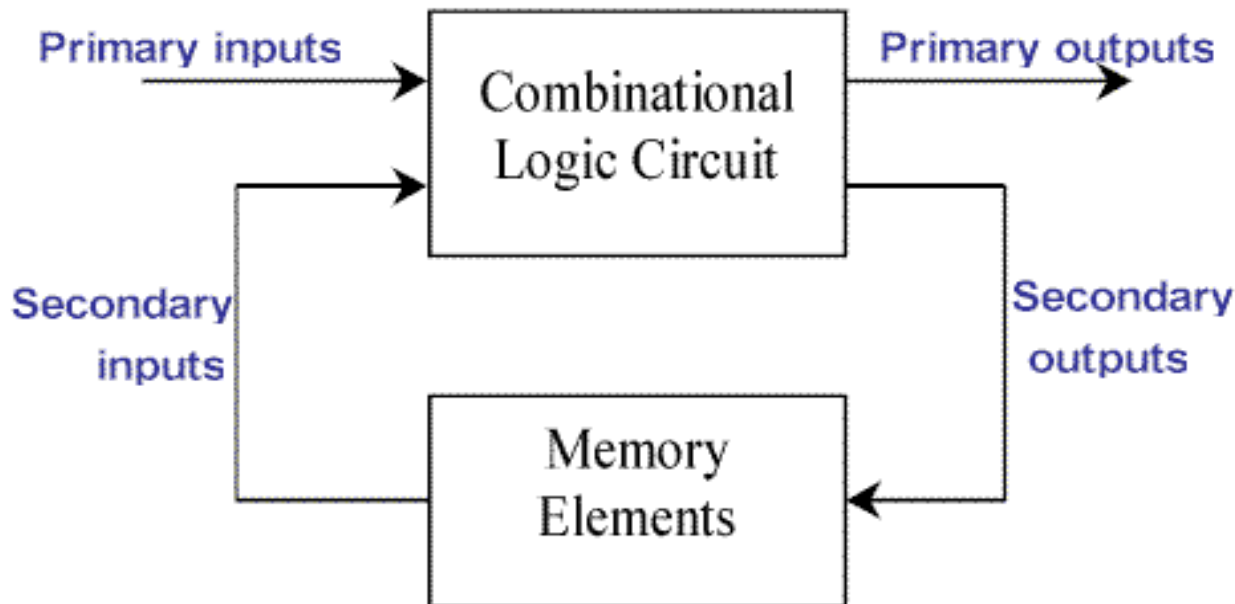 Primary inputs
Primary outputs
Combinational
Logic Circuit
Secondary
inputs
Secondary
outputs
Memory
Elements